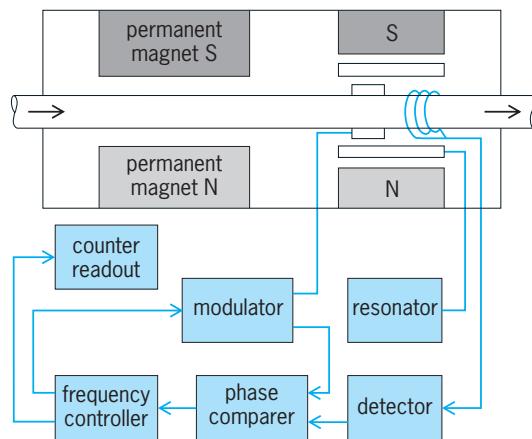 permanent
magnet S
S
permanent
magnet N
N
counter
readout
modulator
resonator
frequency
controller
phase
comparer
detector